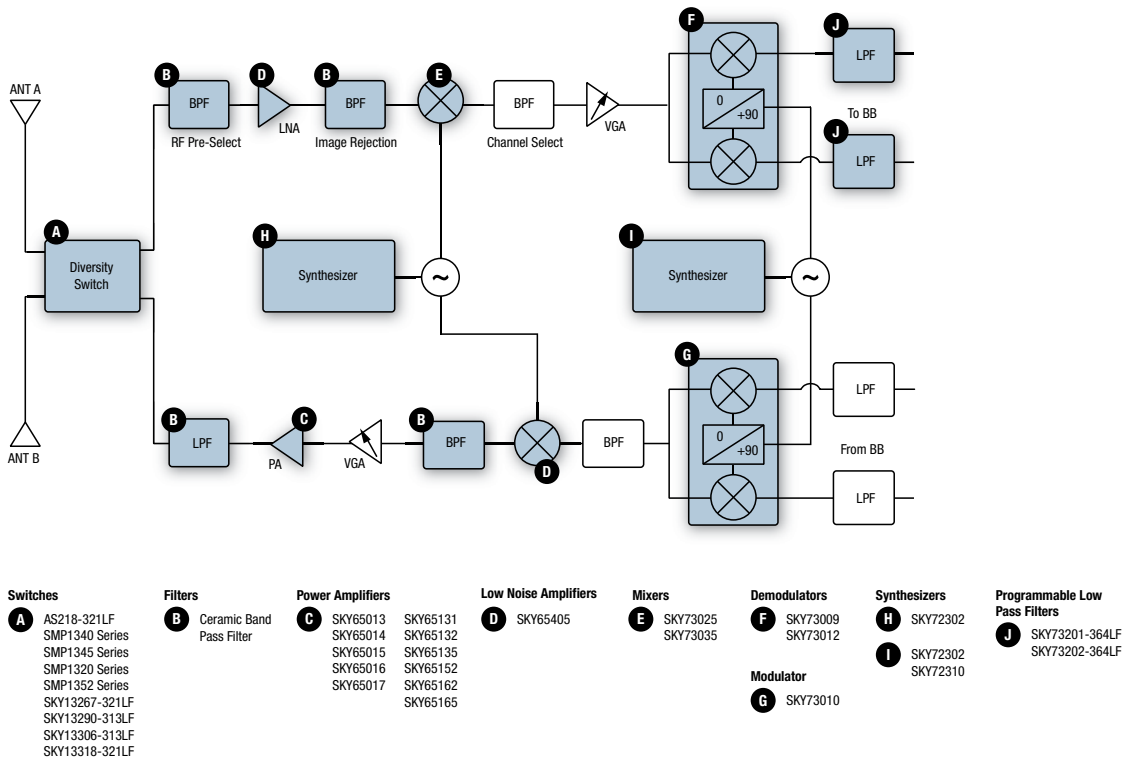 F
J
B
D
B
E
LPF
ANT A
BPF
BPF
BPF
0
+90
To BB
LNA
VGA
RF Pre-Select
Image Rejection
Channel Select
J
LPF
A
H
I
Diversity
Switch
Synthesizer
~
Synthesizer
~
G
LPF
B
C
B
0
+90
LPF
BPF
BPF
From BB
ANT B
PA
VGA
D
LPF
Switches
A
AS218-321LF
SMP1340 Series
SMP1345 Series
SMP1320 Series
SMP1352 Series
SKY13267-321LF
SKY13290-313LF
SKY13306-313LF
SKY13318-321LF
Filters
B
Ceramic Band
Pass Filter
Power Amplifiers
C
SKY65013
SKY65014
SKY65015
SKY65016
SKY65017
SKY65131
SKY65132
SKY65135
SKY65152
SKY65162
SKY65165
Low Noise Amplifiers
D
SKY65405
Mixers
E
SKY73025
SKY73035
Demodulators
F
SKY73009
SKY73012
Modulator
G
SKY73010
Synthesizers
H
SKY72302
I
SKY72302
SKY72310
Programmable Low
Pass Filters
J
SKY73201-364LF
SKY73202-364LF